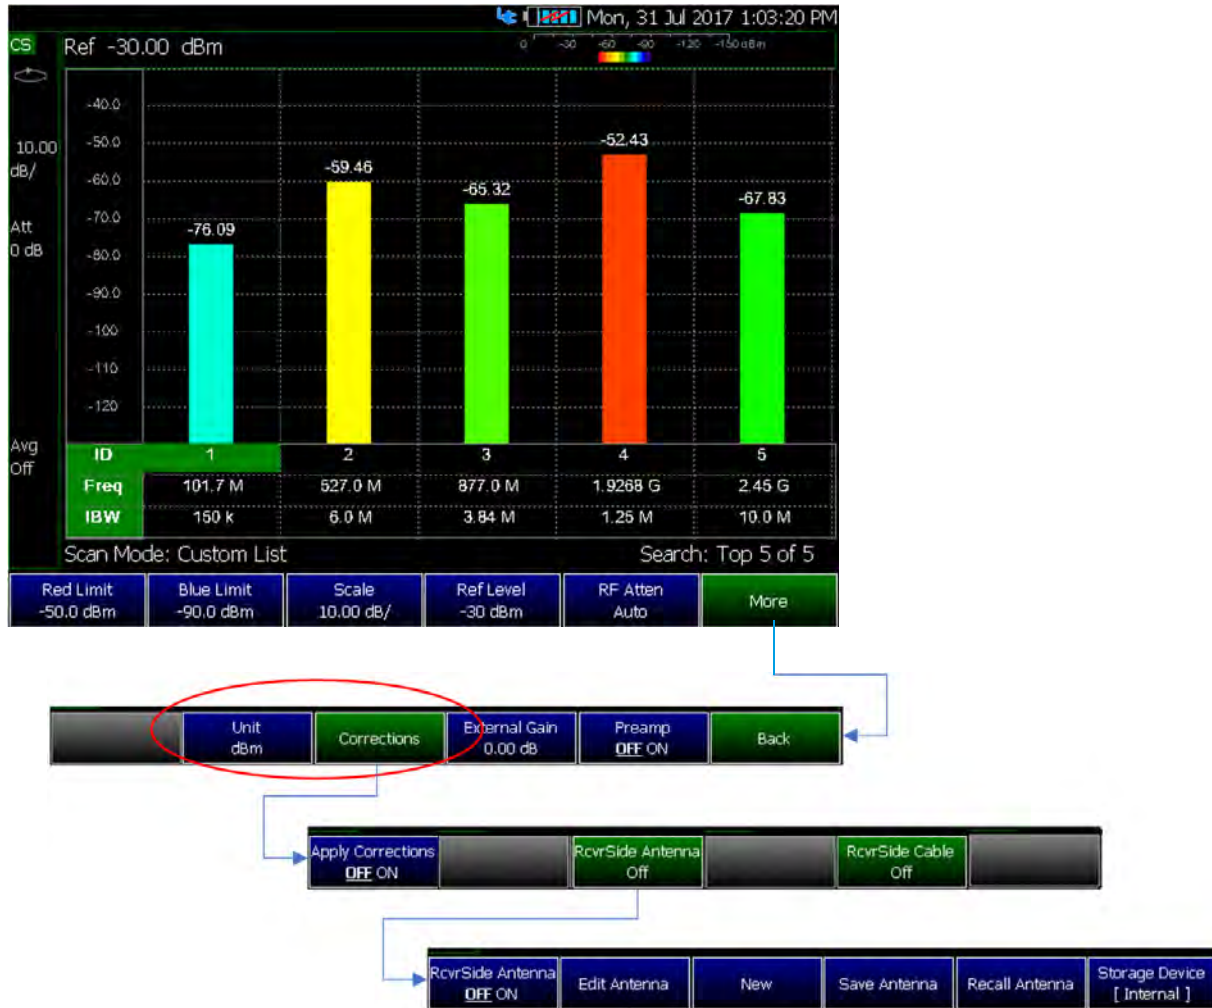 Mon, 31 Jul 2017 1:03:20 PM
CS
Ref -30.00 dBm
0 -30 -60 -90 -120 -150 dBm
10.00
dB/
Att
0 dB
Avg
Off
-40.0
-50.0
-60.0
-70.0
-80.0
-90.0
-100
-110
-120
-76.09
-59.46
-65.32
-52.43
-67.83
ID 1 2 3 4 5
Freq 101.7 M 527.0 M 877.0 M 1.9268 G 2.45 G
IBW 150 k 6.0 M 3.84 M 1.25 M 10.0 M
Scan Mode: Custom List Search: Top 5 of 5
Red Limit
-50.0 dBm
Blue Limit
-90.0 dBm
Scale
10.00 dB/
Ref Level
-30 dBm
RF Atten
Auto
More
Unit
dBm
Corrections
External Gain
0.00 dB
Preamp
OFF ON
Back
Apply Corrections
OFF ON
RcvrSide Antenna
Off
RcvrSide Cable
Off
RcvrSide Antenna
OFF ON
Edit Antenna
New
Save Antenna
Recall Antenna
Storage Device
[ Internal ]